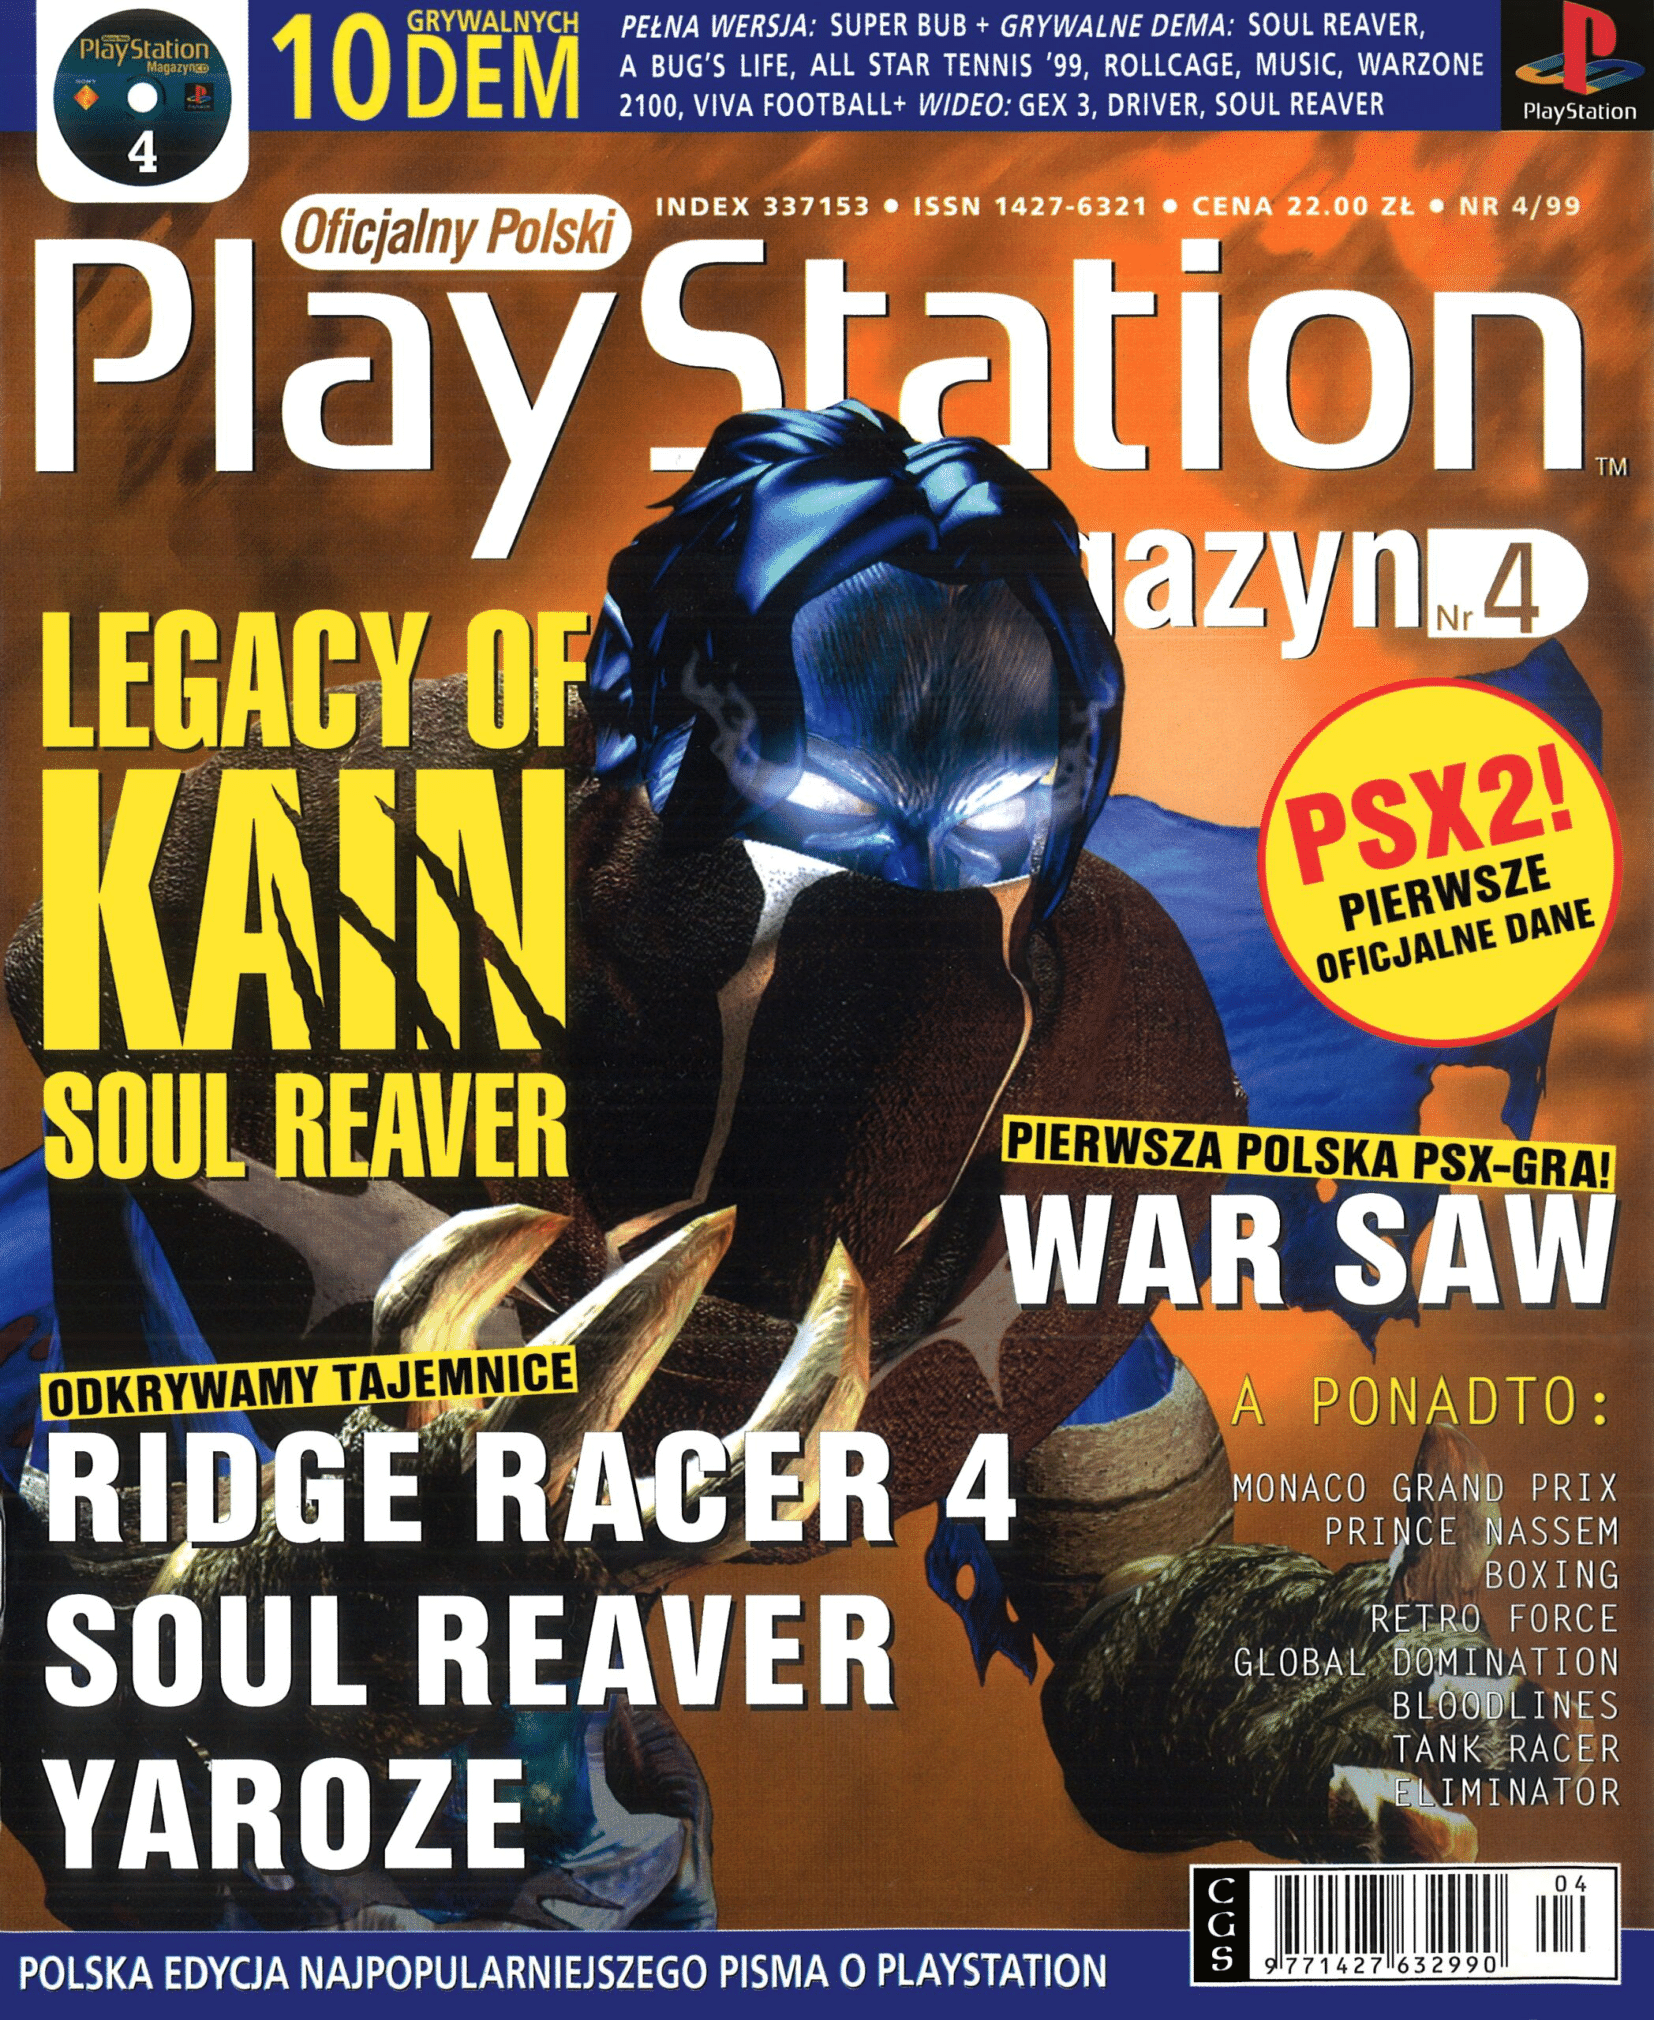 PlayStation
Magazyn CD
SONY
PlayStation
4
10 GRYWALNYCH
DEM
PEŁNA WERSJA: SUPER BUB + GRYWALNE DEMA: SOUL REAVER,
A BUG'S LIFE, ALL STAR TENNIS '99, ROLLCAGE, MUSIC, WARZONE
2100, VIVA FOOTBALL+ WIDEO: GEX 3, DRIVER, SOUL REAVER
PlayStation
INDEX 337153 • ISSN 1427-6321 • CENA 22.00 ZŁ • NR 4/99
Oficjalny Polski
PlayStation™
gazyn Nr 4
LEGACY OF
KAIN
SOUL REAVER
PSX2!
PIERWSZE
OFICJALNE DANE
PIERWSZA POLSKA PSX-GRA!
WAR SAW
ODKRYWAMY TAJEMNICE
RIDGE RACER 4
SOUL REAVER
YAROZE
A PONADTO:
MONACO GRAND PRIX
PRINCE NASSEM
BOXING
RETRO FORCE
GLOBAL DOMINATION
BLOODLINES
TANK RACER
ELIMINATOR
CGS
04
9 771427 632990
POLSKA EDYCJA NAJPOPULARNIEJSZEGO PISMA O PLAYSTATION